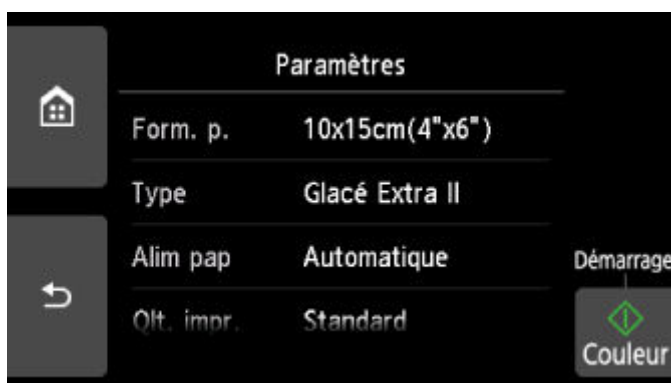 Paramètres
Form. p. 10x15cm(4"x6")
Type Glacé Extra II
Alim pap Automatique
Qlt. impr. Standard
Démarrage
Couleur